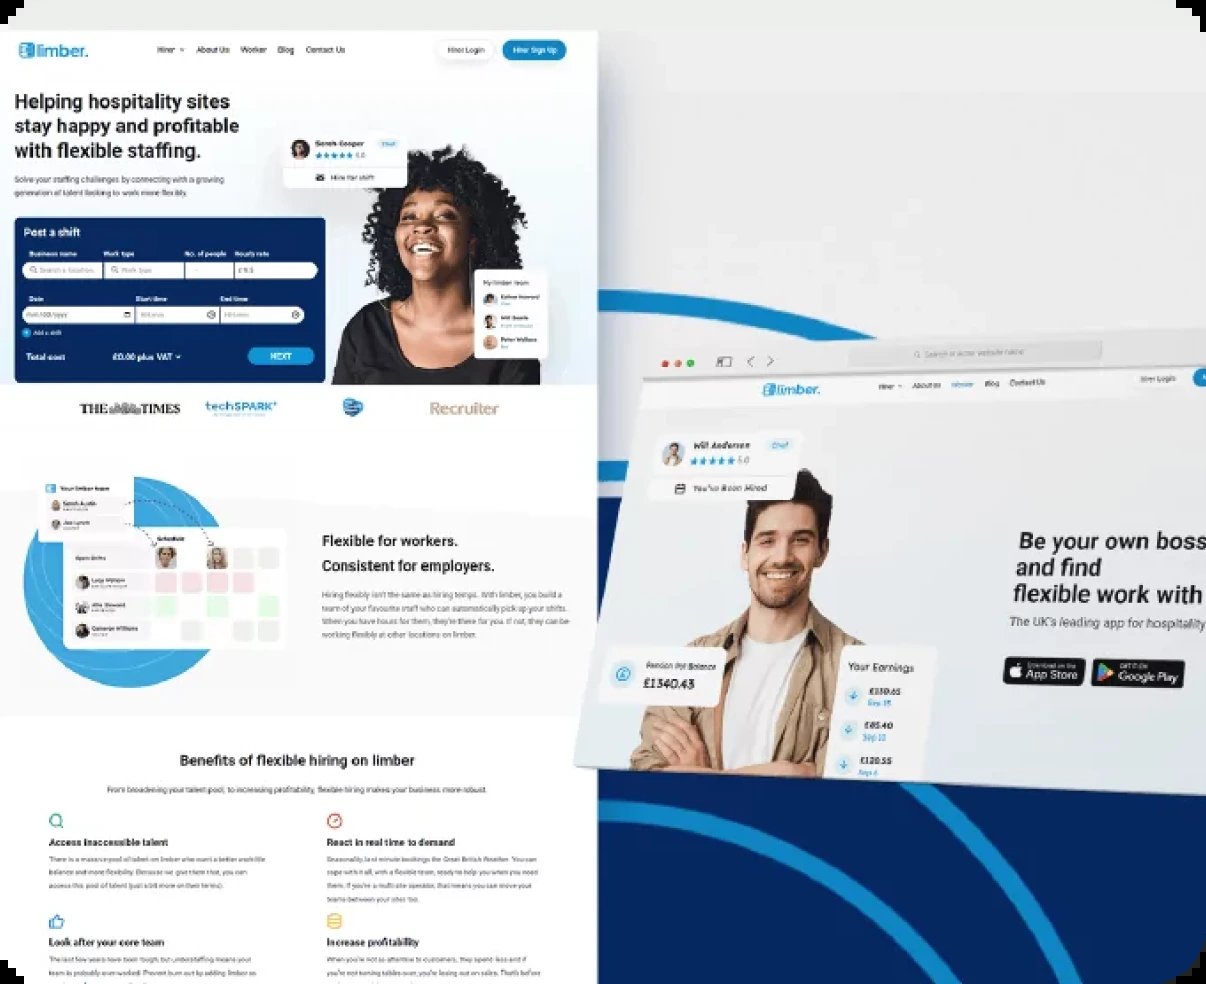 limber.
Hirer
About Us
Worker
Blog
Contact Us
Hirer Login
Hirer Sign Up
Helping hospitality sites
stay happy and profitable
with flexible staffing.
Solve your staffing challenges by connecting with a growing
generation of talent looking to work more flexibly.
Sarah Cooper
Chef
5.0
Hire for shift
Post a shift
Business name
Work type
No. of people
Hourly rate
Search a location
Work type
Date
Start time
End time
mm/dd/yyyy
Add a shift
Total cost
£0.00 plus VAT
NEXT
My limber team
Esther Howard
Will Searle
Peter Wallace
THE TIMES
techSPARK
Recruiter
Your limber team
Sarah Austin
Joe Lynch
Schedule
Open Shifts
Lucy Watson
Allie Steward
Cameron Williams
Flexible for workers.
Consistent for employers.
Hiring flexibly isn't the same as hiring temps. With limber, you build a
team of your favourite staff who can automatically pick up your shifts.
When you have hours for them, they're there for you. If not, they can be
working flexibly at other locations on limber.
Benefits of flexible hiring on limber
From broadening your talent pool, to increasing profitability, flexible hiring makes your business more robust.
Access inaccessible talent
There is a massive pool of talent on limber who want a better work life
balance and more flexibility. Because we give them that, you can
access this pool of talent (just a bit more on their terms).
React in real time to demand
Seasonality, last minute bookings the Great British Weather. You can
cope with it all, with a flexible team, ready to help you when you need
them. If you're a multi site operator, that means you can move your
teams between your sites too.
Look after your core team
The last few years have been tough, but understaffing means your
team is probably over worked. Prevent burn out by adding limber as
Increase profitability
When you're not as attentive to customers, they spend less and if
you're not turning tables over, you're losing out on sales. That's before
Search or enter website name
limber.
Hirer
About us
Worker
Blog
Contact Us
Hirer Login
Will Anderson
Chef
5.0
You've Been Hired
Be your own boss
and find
flexible work with
The UK's leading app for hospitality
Download on the
App Store
GET IT ON
Google Play
Pension Pot Balance
£1340.43
Your Earnings
£130.65
Sep 15
£85.40
Sep 10
£120.55
Sep 6